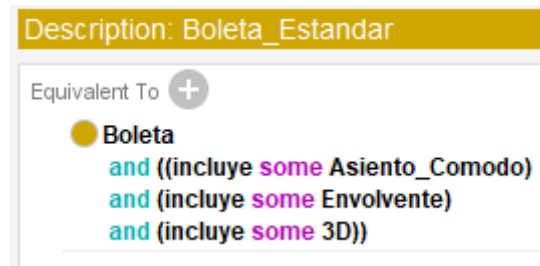 Description: Boleta_Estandar
Equivalent To
Boleta
and ((incluye some Asiento_Comodo)
and (incluye some Envolvente)
and (incluye some 3D))